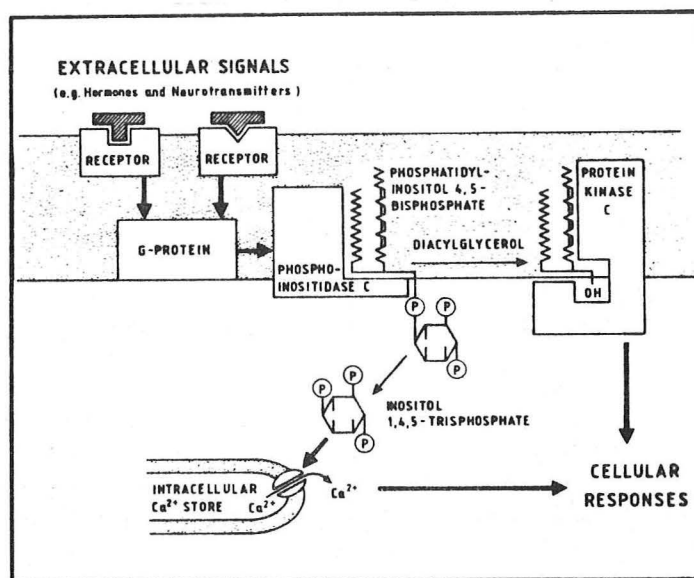 EXTRACELLULAR SIGNALS
(e.g. Hormones and Neurotransmitters)
RECEPTOR
RECEPTOR
G-PROTEIN
PHOSPHO-
INOSITIDASE C
PHOSPHATIDYL-
INOSITOL 4,5-
BISPHOSPHATE
DIACYLGLYCEROL
PROTEIN
KINASE
C
OH
P
P
P
P
P
P
INOSITOL
1,4,5-TRISPHOSPHATE
INTRACELLULAR
Ca²⁺ STORE
Ca²⁺
Ca²⁺
CELLULAR
RESPONSES